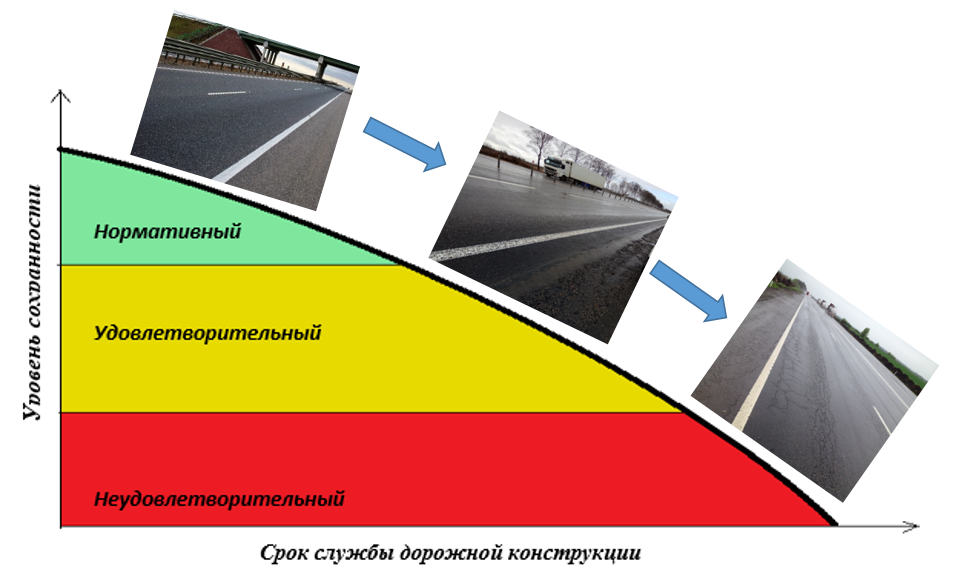 Уровень сохранности
Нормативный
Удовлетворительный
Неудовлетворительный
Срок службы дорожной конструкции